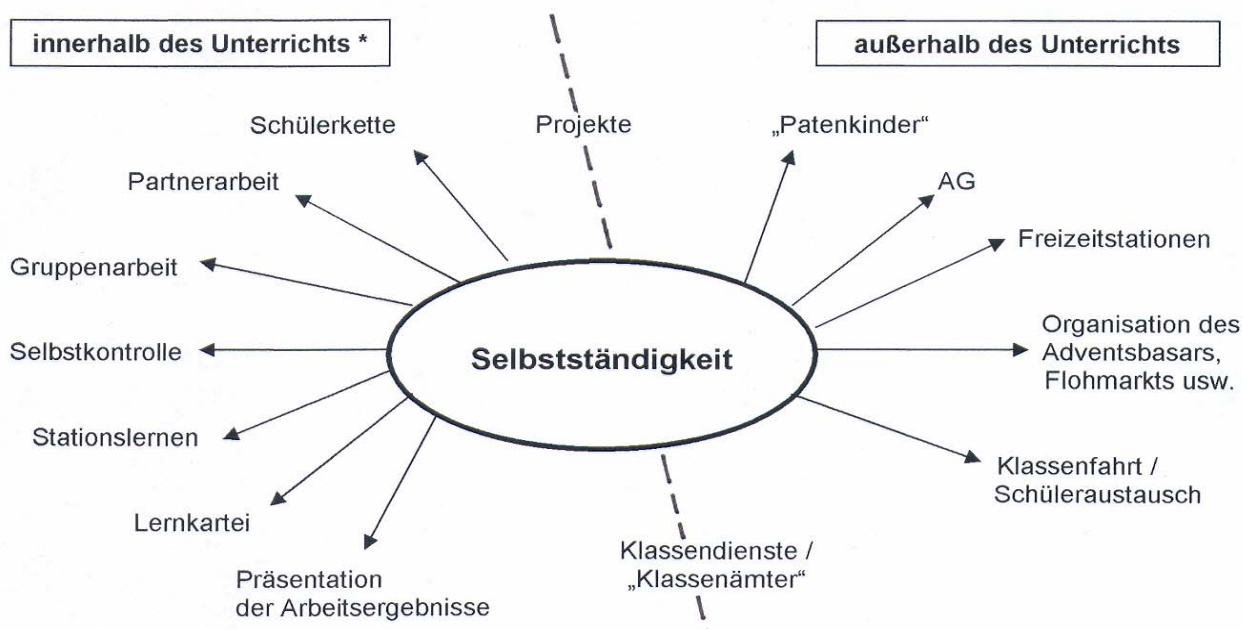 innerhalb des Unterrichts *
außerhalb des Unterrichts
Schülerkette
Projekte
„Patenkinder“
Partnerarbeit
AG
Gruppenarbeit
Freizeitstationen
Selbstkontrolle
Selbstständigkeit
Organisation des
Adventsbasars,
Flohmarkts usw.
Stationslernen
Lernkartei
Klassenfahrt /
Schüleraustausch
Präsentation
der Arbeitsergebnisse
Klassendienste /
„Klassenämter“